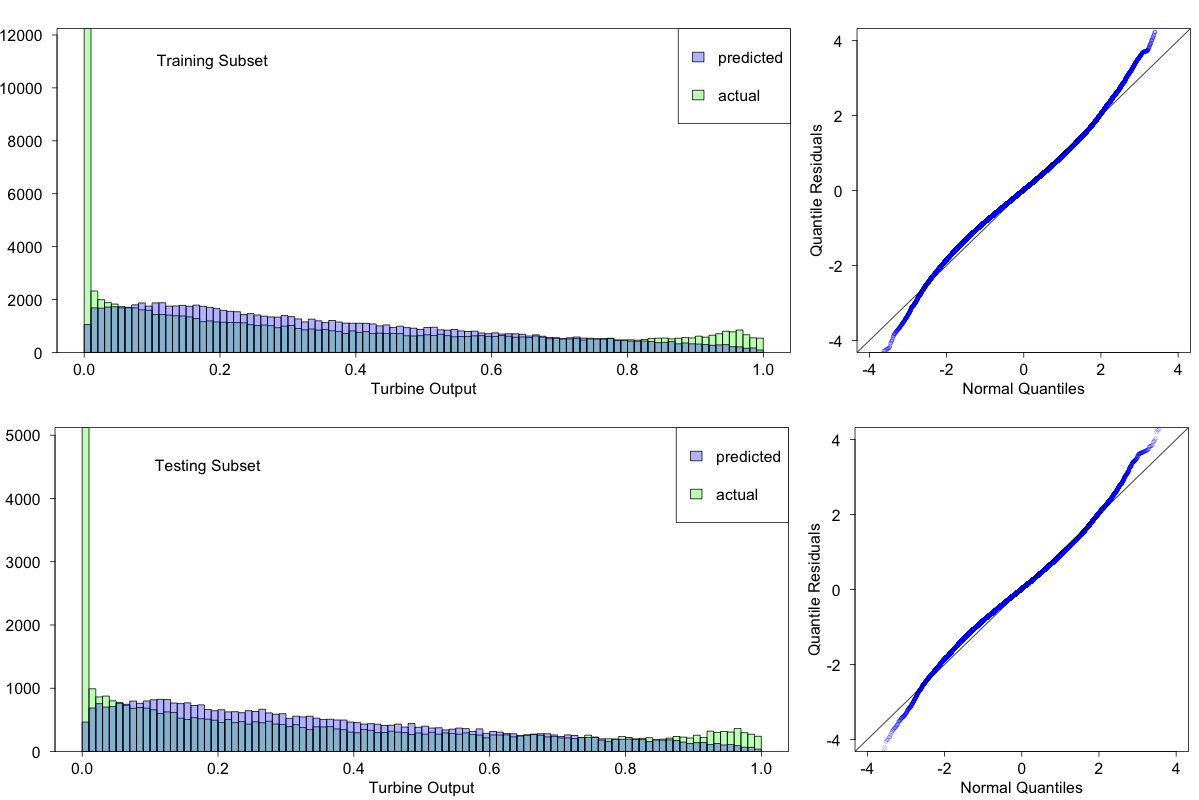 12000
10000
8000
6000
4000
2000
0
Training Subset
predicted
actual
0.0 0.2 0.4 0.6 0.8 1.0
Turbine Output
4
2
0
-2
-4
Quantile Residuals
-4 -2 0 2 4
Normal Quantiles
5000
4000
3000
2000
1000
0
Testing Subset
predicted
actual
0.0 0.2 0.4 0.6 0.8 1.0
Turbine Output
4
2
0
-2
-4
Quantile Residuals
-4 -2 0 2 4
Normal Quantiles